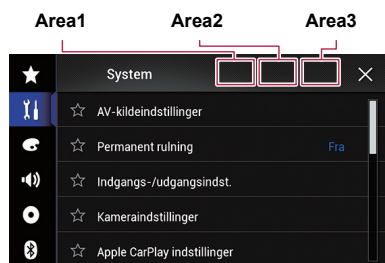 Area1 Area2 Area3
System
AV-kildeindstillinger
Permanent rulning Fra
Indgangs-/udgangsindst.
Kameraindstillinger
Apple CarPlay indstillinger